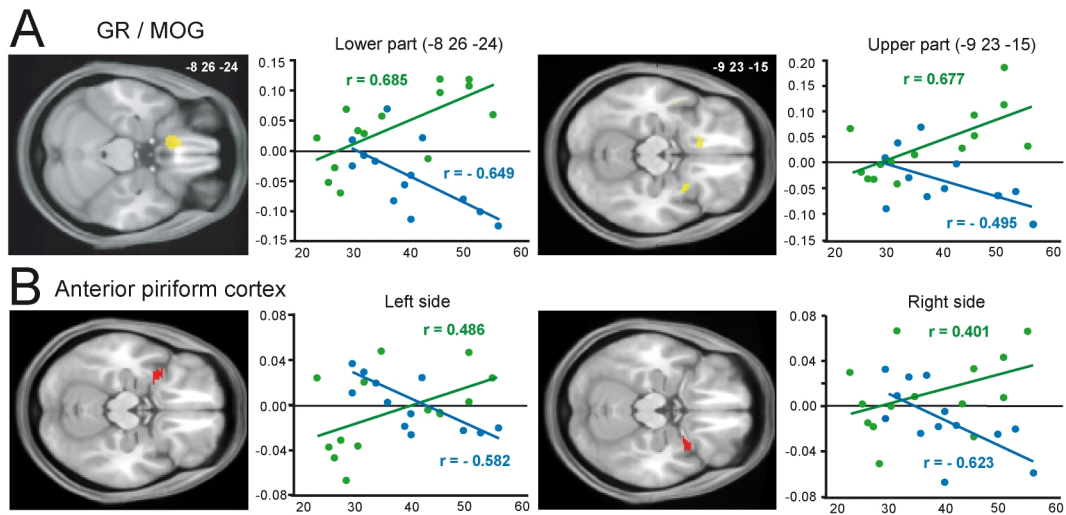 A
GR / MOG
-8 26 -24
Lower part (-8 26 -24)
0.15
0.10
0.05
0.00
-0.05
-0.10
-0.15
r = 0.685
r = - 0.649
20 30 40 50 60
-9 23 -15
Upper part (-9 23 -15)
0.20
0.15
0.10
0.05
0.00
-0.05
-0.10
-0.15
r = 0.677
r = - 0.495
20 30 40 50 60
B
Anterior piriform cortex
Left side
0.08
0.04
0.00
-0.04
-0.08
r = 0.486
r = - 0.582
20 30 40 50 60
Right side
0.08
0.04
0.00
-0.04
-0.08
r = 0.401
r = - 0.623
20 30 40 50 60